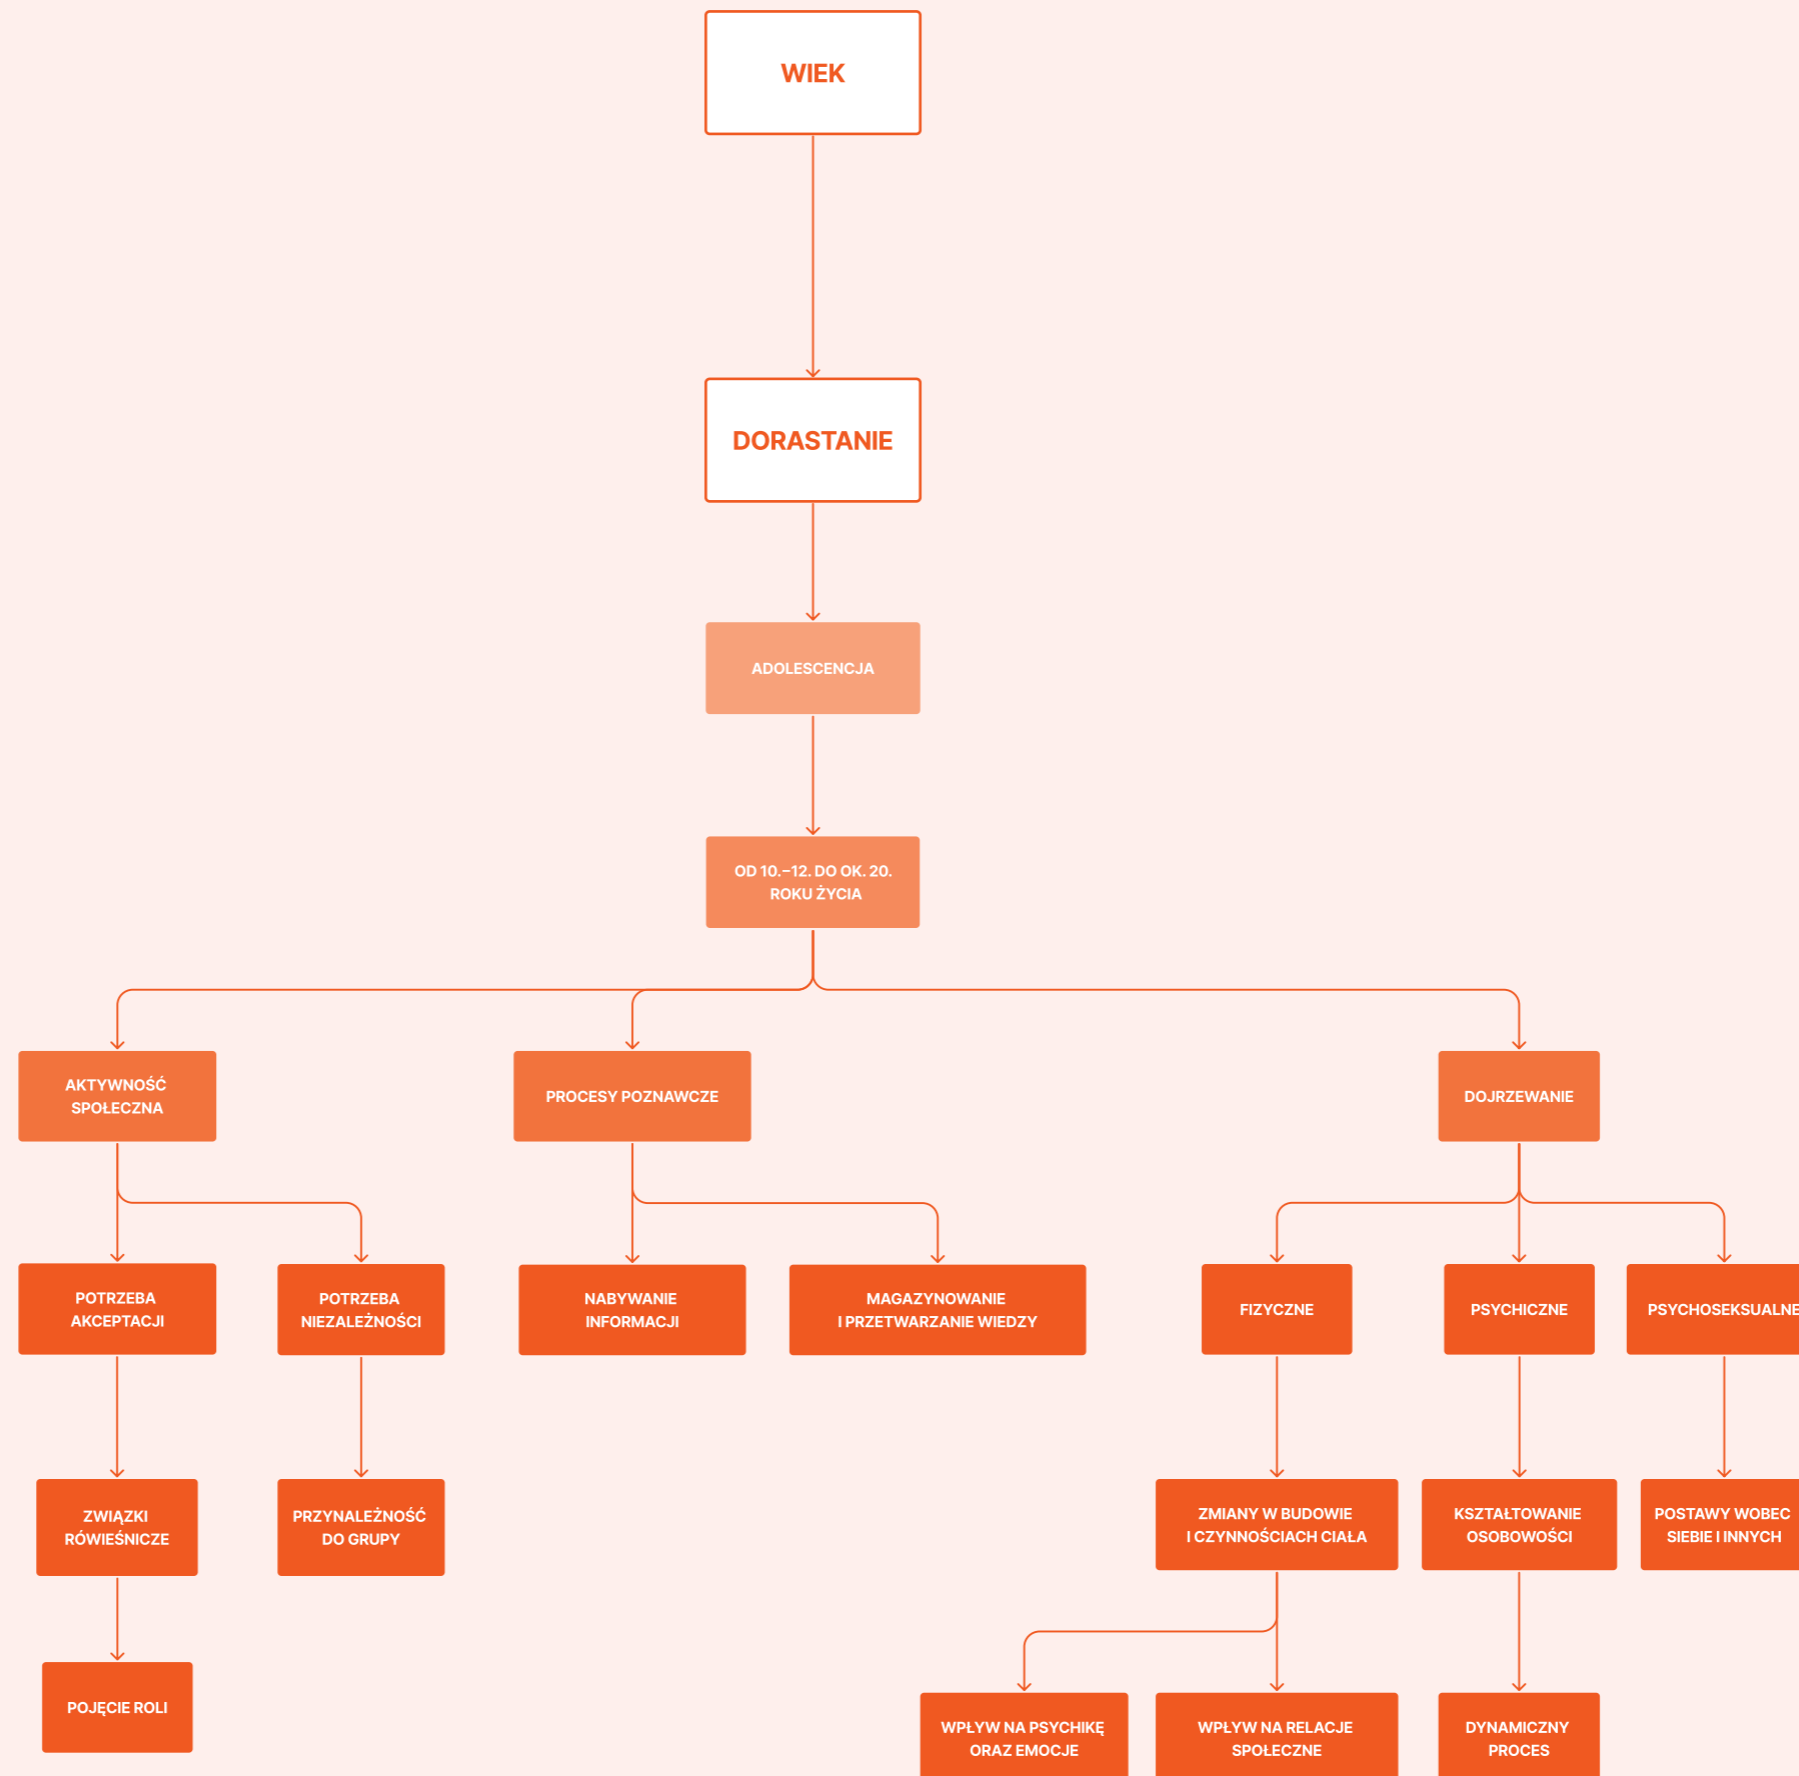 WIEK
DORASTANIE
ADOLESCENCJA
OD 10.–12. DO OK. 20.
ROKU ŻYCIA
AKTYWNOŚĆ
SPOŁECZNA
PROCESY POZNAWCZE
DOJRZEWANIE
POTRZEBA
AKCEPTACJI
POTRZEBA
NIEZALEŻNOŚCI
NABYWANIE
INFORMACJI
MAGAZYNOWANIE
I PRZETWARZANIE WIEDZY
FIZYCZNE
PSYCHICZNE
PSYCHOSEKSUALNE
ZWIĄZKI
RÓWIEŚNICZE
PRZYNALEŻNOŚĆ
DO GRUPY
ZMIANY W BUDOWIE
I CZYNNOŚCIACH CIAŁA
KSZTAŁTOWANIE
OSOBOWOŚCI
POSTAWY WOBEC
SIEBIE I INNYCH
POJĘCIE ROLI
WPŁYW NA PSYCHIKĘ
ORAZ EMOCJE
WPŁYW NA RELACJE
SPOŁECZNE
DYNAMICZNY
PROCES